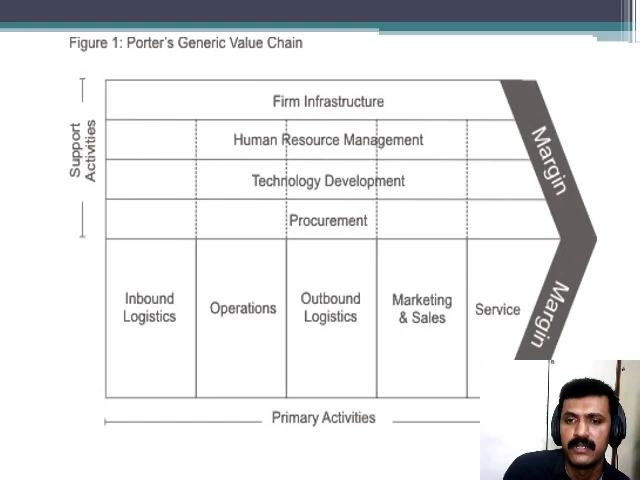 Figure 1: Porter's Generic Value Chain
Support
Activities
Firm Infrastructure
Human Resource Management
Technology Development
Procurement
Margin
Inbound
Logistics
Operations
Outbound
Logistics
Marketing
& Sales
Service
Margin
Primary Activities